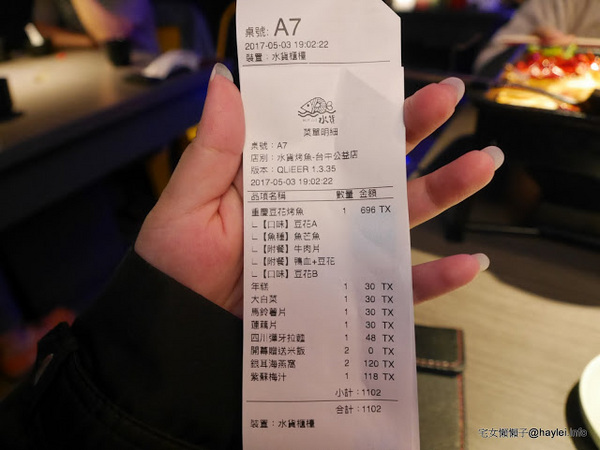 桌號: A7
2017-05-03 19:02:22
裝置：水貨櫃檯
水貨
菜單明細
桌號：A7
店別：水貨烤魚-台中公益店
版本：QLiEER 1.3.35
2017-05-03 19:02:22
品項名稱 數量 金額
重慶豆花烤魚 1 696 TX
∟【口味】豆花A
∟【魚種】魚芒魚
∟【附餐】牛肉片
∟【附餐】鴨血+豆花
∟【口味】豆花B
年糕 1 30 TX
大白菜 1 30 TX
馬鈴薯片 1 30 TX
蓮藕片 1 30 TX
四川彈牙拉麵 1 48 TX
開幕贈送米飯 2 0 TX
銀耳海燕窩 2 120 TX
紫蘇梅汁 1 118 TX
小計：1102
合計：1102
裝置：水貨櫃檯
宅女懶懶子@haylei.info